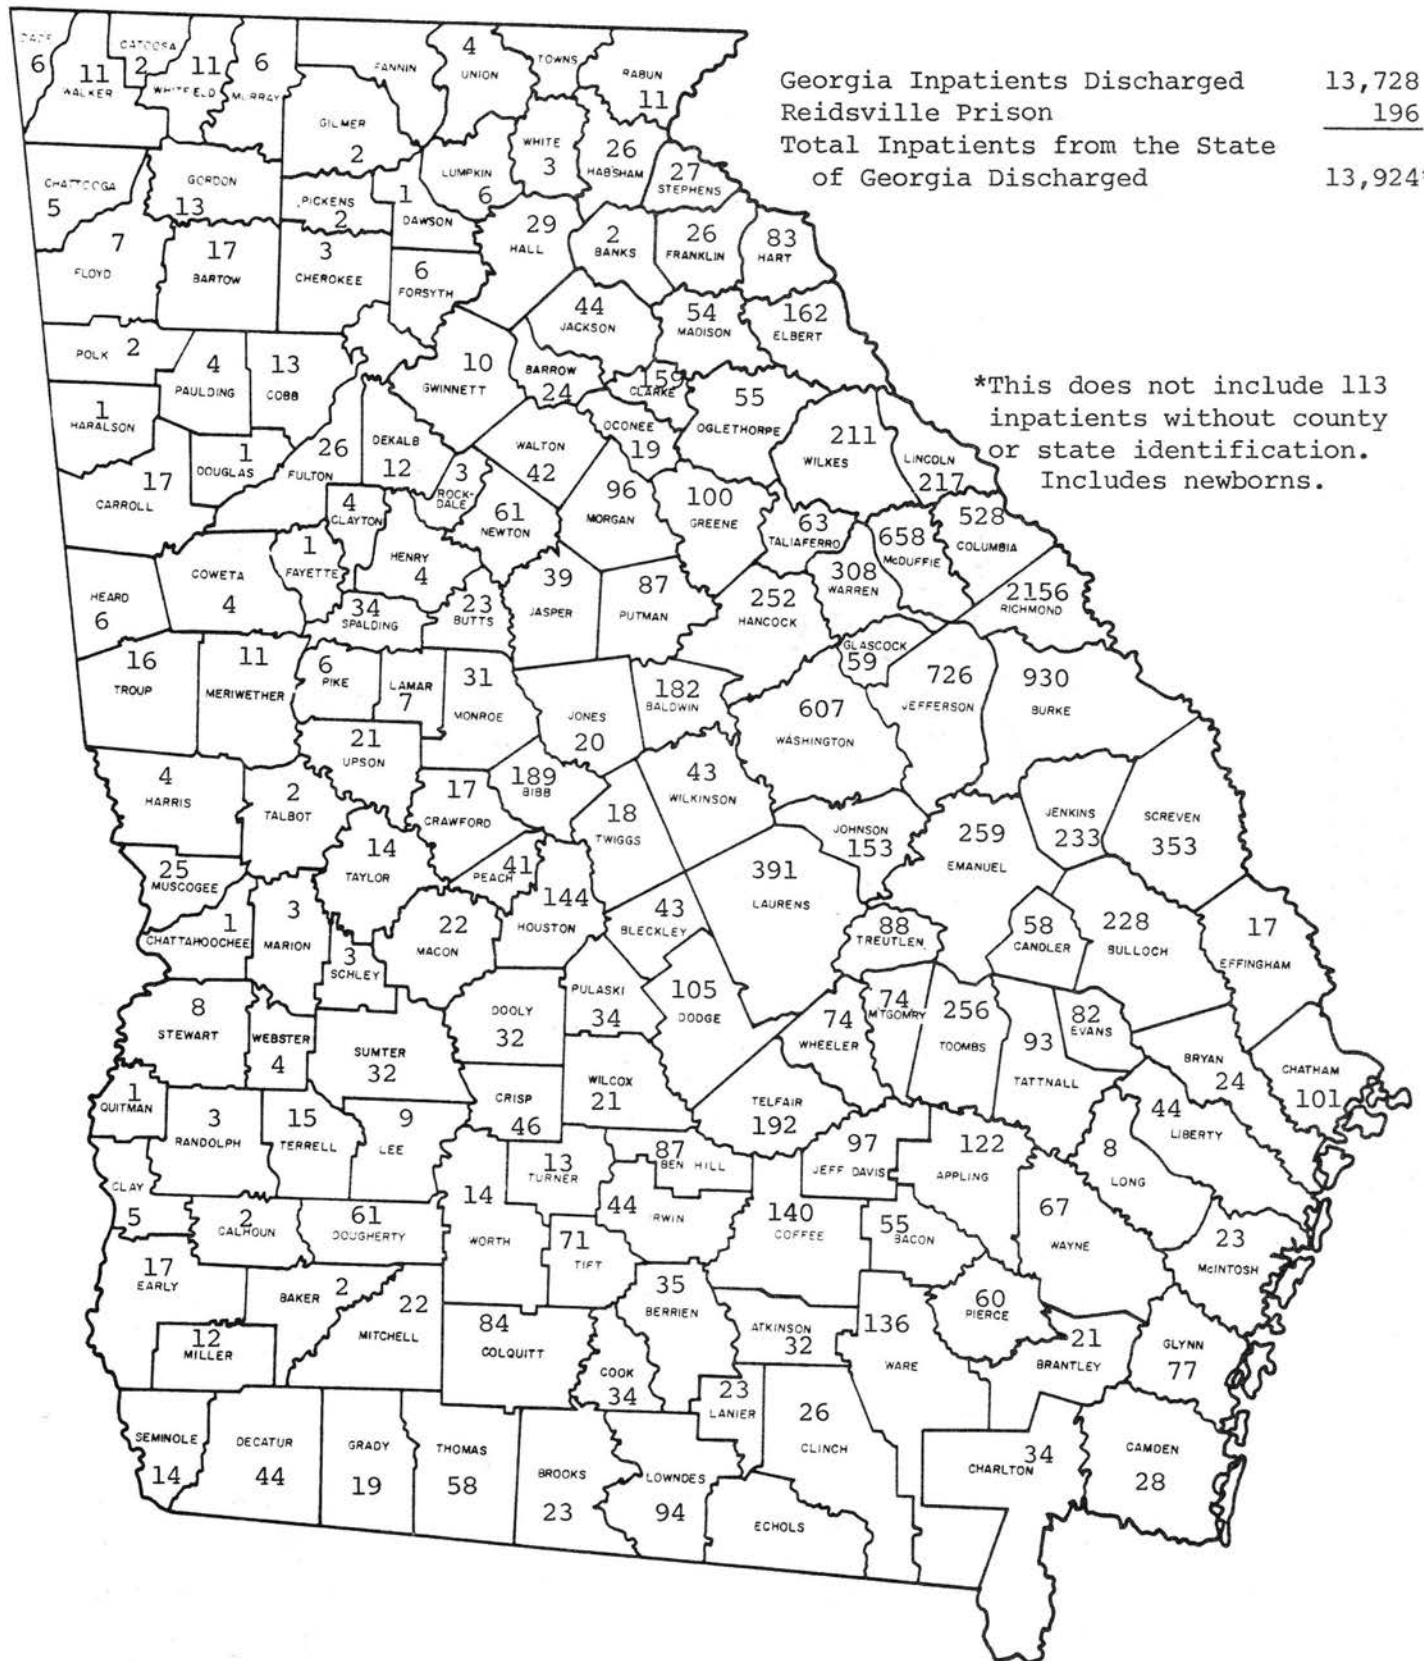 Georgia Inpatients Discharged 13,728
Reidsville Prison 196
Total Inpatients from the State
of Georgia Discharged 13,924*
*This does not include 113
inpatients without county
or state identification.
Includes newborns.
DADE
6
11
WALKER
CATOOSA
2
11
WHITFIELD
6
MURRAY
FANNIN
4
UNION
TOWNS
RABUN
11
GILMER
2
WHITE
3
26
HABSHAM
27
STEPHENS
LUMPKIN
6
CHATTOOGA
5
GORDON
13
PICKENS
2
1
DAWSON
29
HALL
2
BANKS
26
FRANKLIN
83
HART
7
FLOYD
17
BARTOW
3
CHEROKEE
6
FORSYTH
44
JACKSON
54
MADISON
162
ELBERT
POLK 2
4
PAULDING
13
COBB
10
GWINNETT
BARROW
24
159
CLARKE
55
OGLETHORPE
1
HARALSON
1
DOUGLAS
26
FULTON
DEKALB
12
3
ROCK-
DALE
WALTON
42
OCONEE
19
211
WILKES
LINCOLN
217
17
CARROLL
4
CLAYTON
61
NEWTON
96
MORGAN
100
GREENE
63
TALIAFERRO
658
McDUFFIE
528
COLUMBIA
HEARD
6
COWETA
4
1
FAYETTE
HENRY
4
34
SPALDING
23
BUTTS
39
JASPER
87
PUTMAN
252
HANCOCK
308
WARREN
2156
RICHMOND
16
TROUP
11
MERIWETHER
6
PIKE
LAMAR
7
31
MONROE
JONES
20
182
BALDWIN
607
WASHINGTON
GLASCOCK
59
726
JEFFERSON
930
BURKE
4
HARRIS
2
TALBOT
21
UPSON
17
CRAWFORD
189
BIBB
18
TWIGGS
43
WILKINSON
JOHNSON
153
259
EMANUEL
JENKINS
233
SCREVEN
353
25
MUSCOGEE
14
TAYLOR
41
PEACH
144
HOUSTON
43
BLECKLEY
391
LAURENS
88
TREUTLEN
58
CANDLER
228
BULLOCH
17
EFFINGHAM
1
CHATTAHOOCHEE
3
MARION
3
SCHLEY
22
MACON
DOOLY
32
PULASKI
34
105
DODGE
74
WHEELER
74
MTGOMRY
256
TOOMBS
93
TATTNALL
82
EVANS
BRYAN
24
CHATHAM
101
8
STEWART
WEBSTER
4
SUMTER
32
CRISP
46
WILCOX
21
TELFAIR
192
1
QUITMAN
3
RANDOLPH
15
TERRELL
9
LEE
13
TURNER
87
BEN HILL
97
JEFF DAVIS
122
APPLING
8
LONG
44
LIBERTY
CLAY
5
2
CALHOUN
61
DOUGHERTY
14
WORTH
71
TIFT
44
RWIN
140
COFFEE
55
BACON
67
WAYNE
23
McINTOSH
17
EARLY
BAKER 2
22
MITCHELL
84
COLQUITT
35
BERRIEN
ATKINSON
32
136
WARE
60
PIERCE
21
BRANTLEY
GLYNN
77
12
MILLER
COOK
34
23
LANIER
26
CLINCH
SEMINOLE
14
DECATUR
44
GRADY
19
THOMAS
58
BROOKS
23
LOWNDES
94
ECHOLS
34
CHARLTON
CAMDEN
28